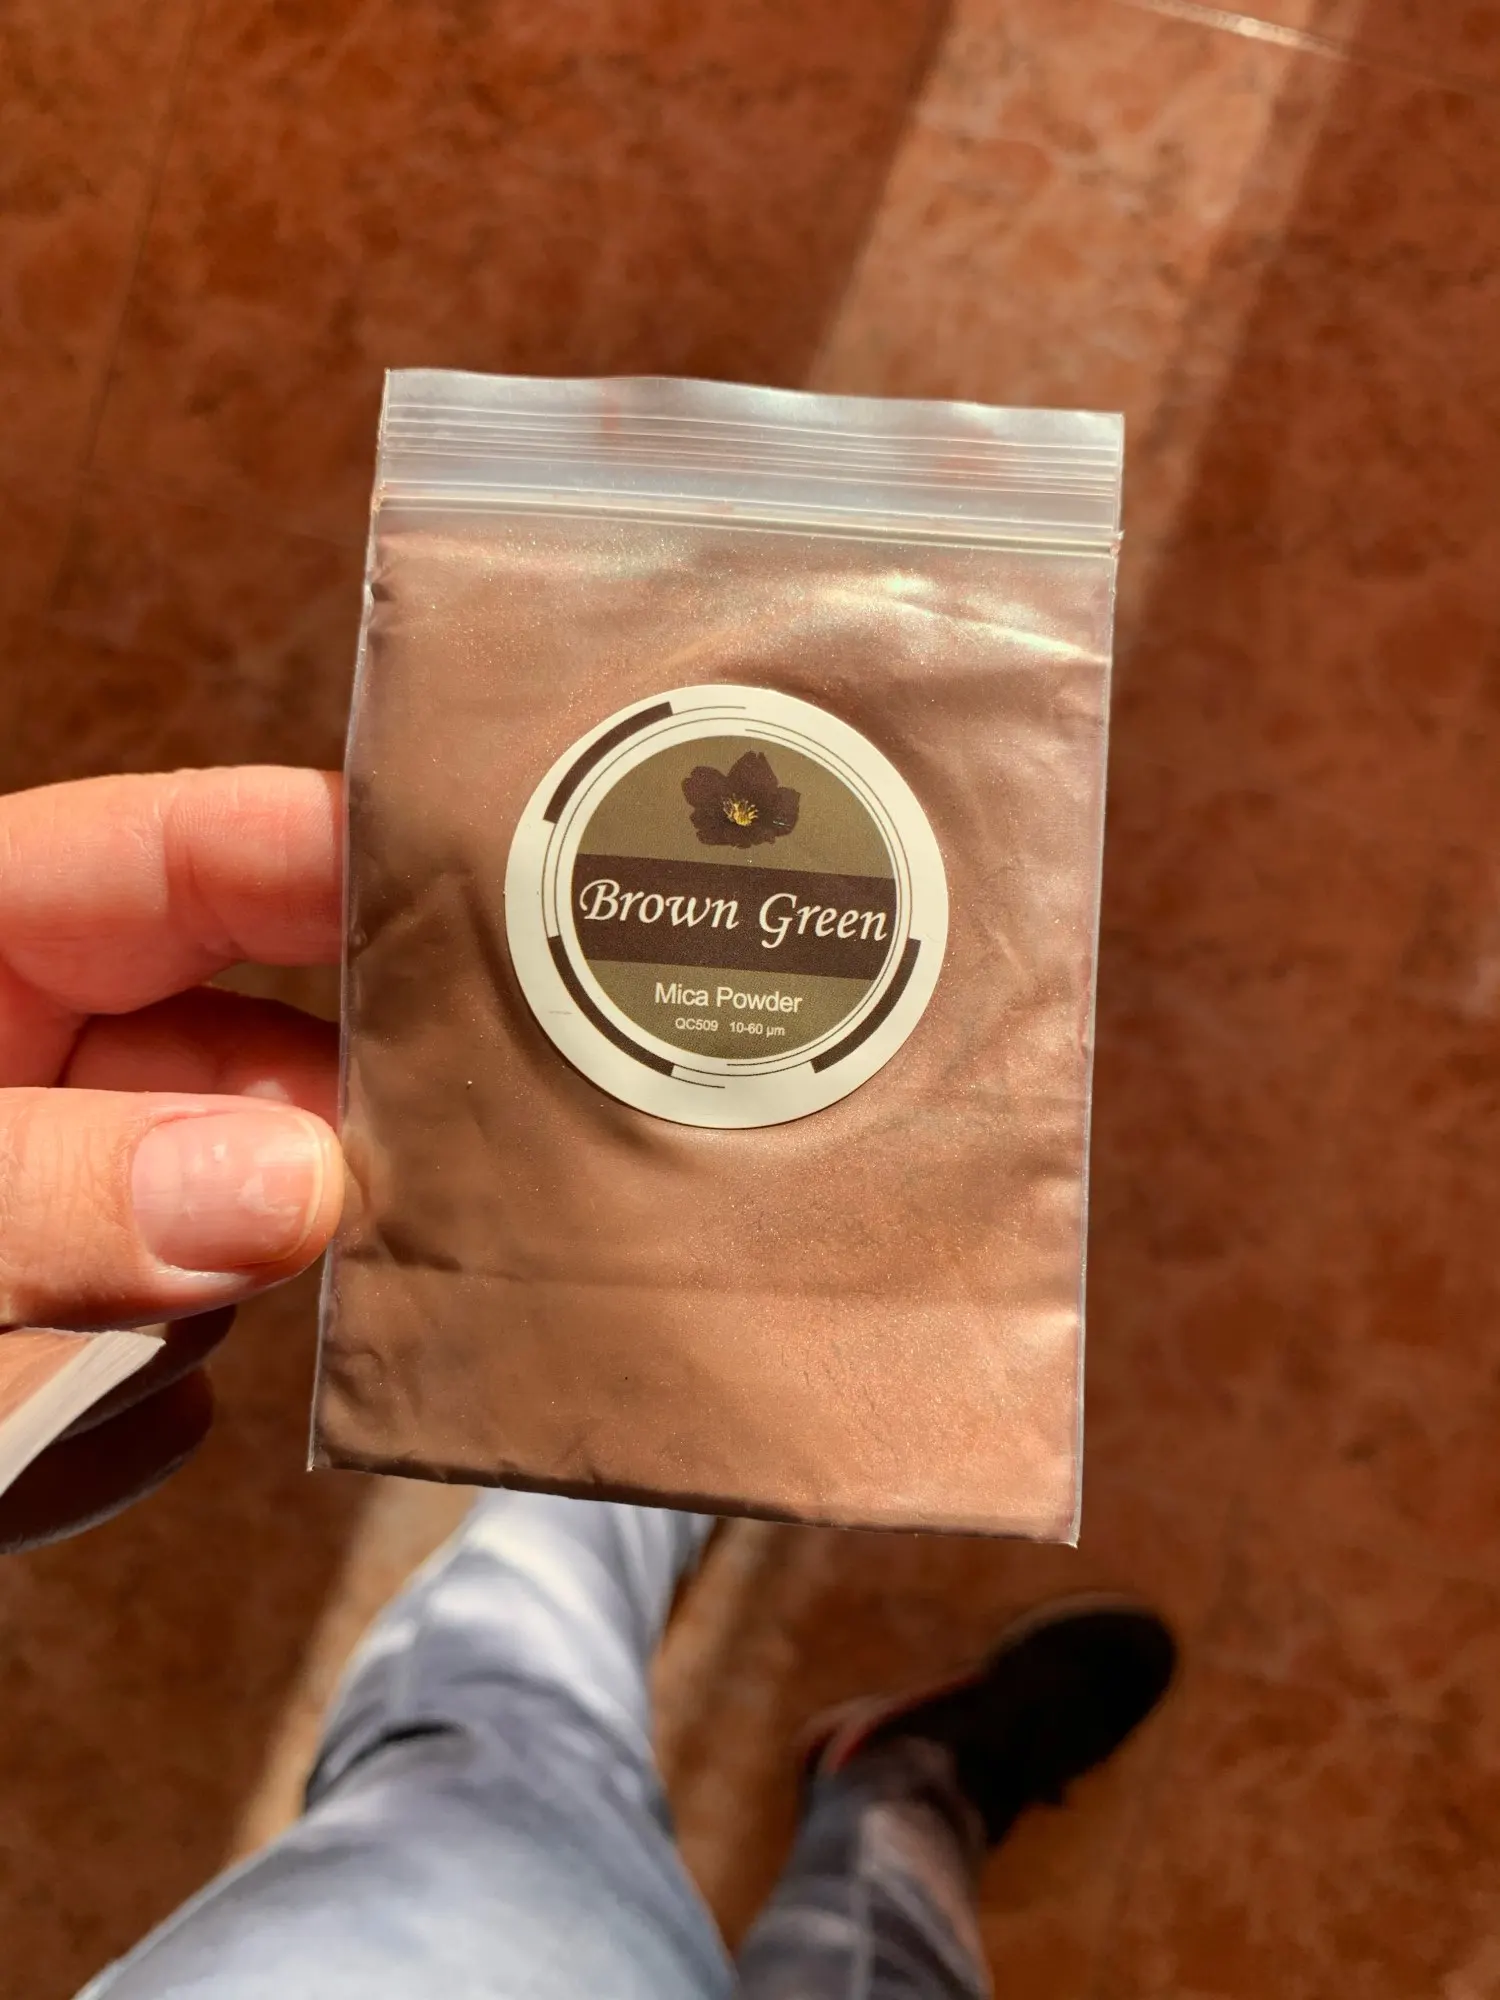 Brown Green
Mica Powder
QC509 10-60 µm